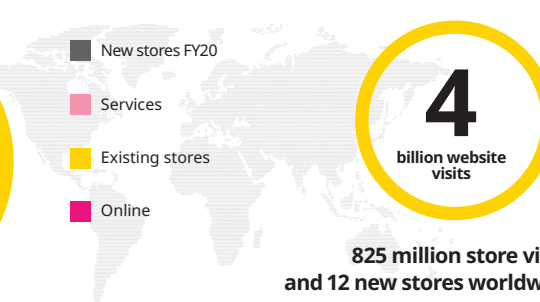 New stores FY20
Services
Existing stores
Online
4
billion website
visits
825 million store vi
and 12 new stores worldw